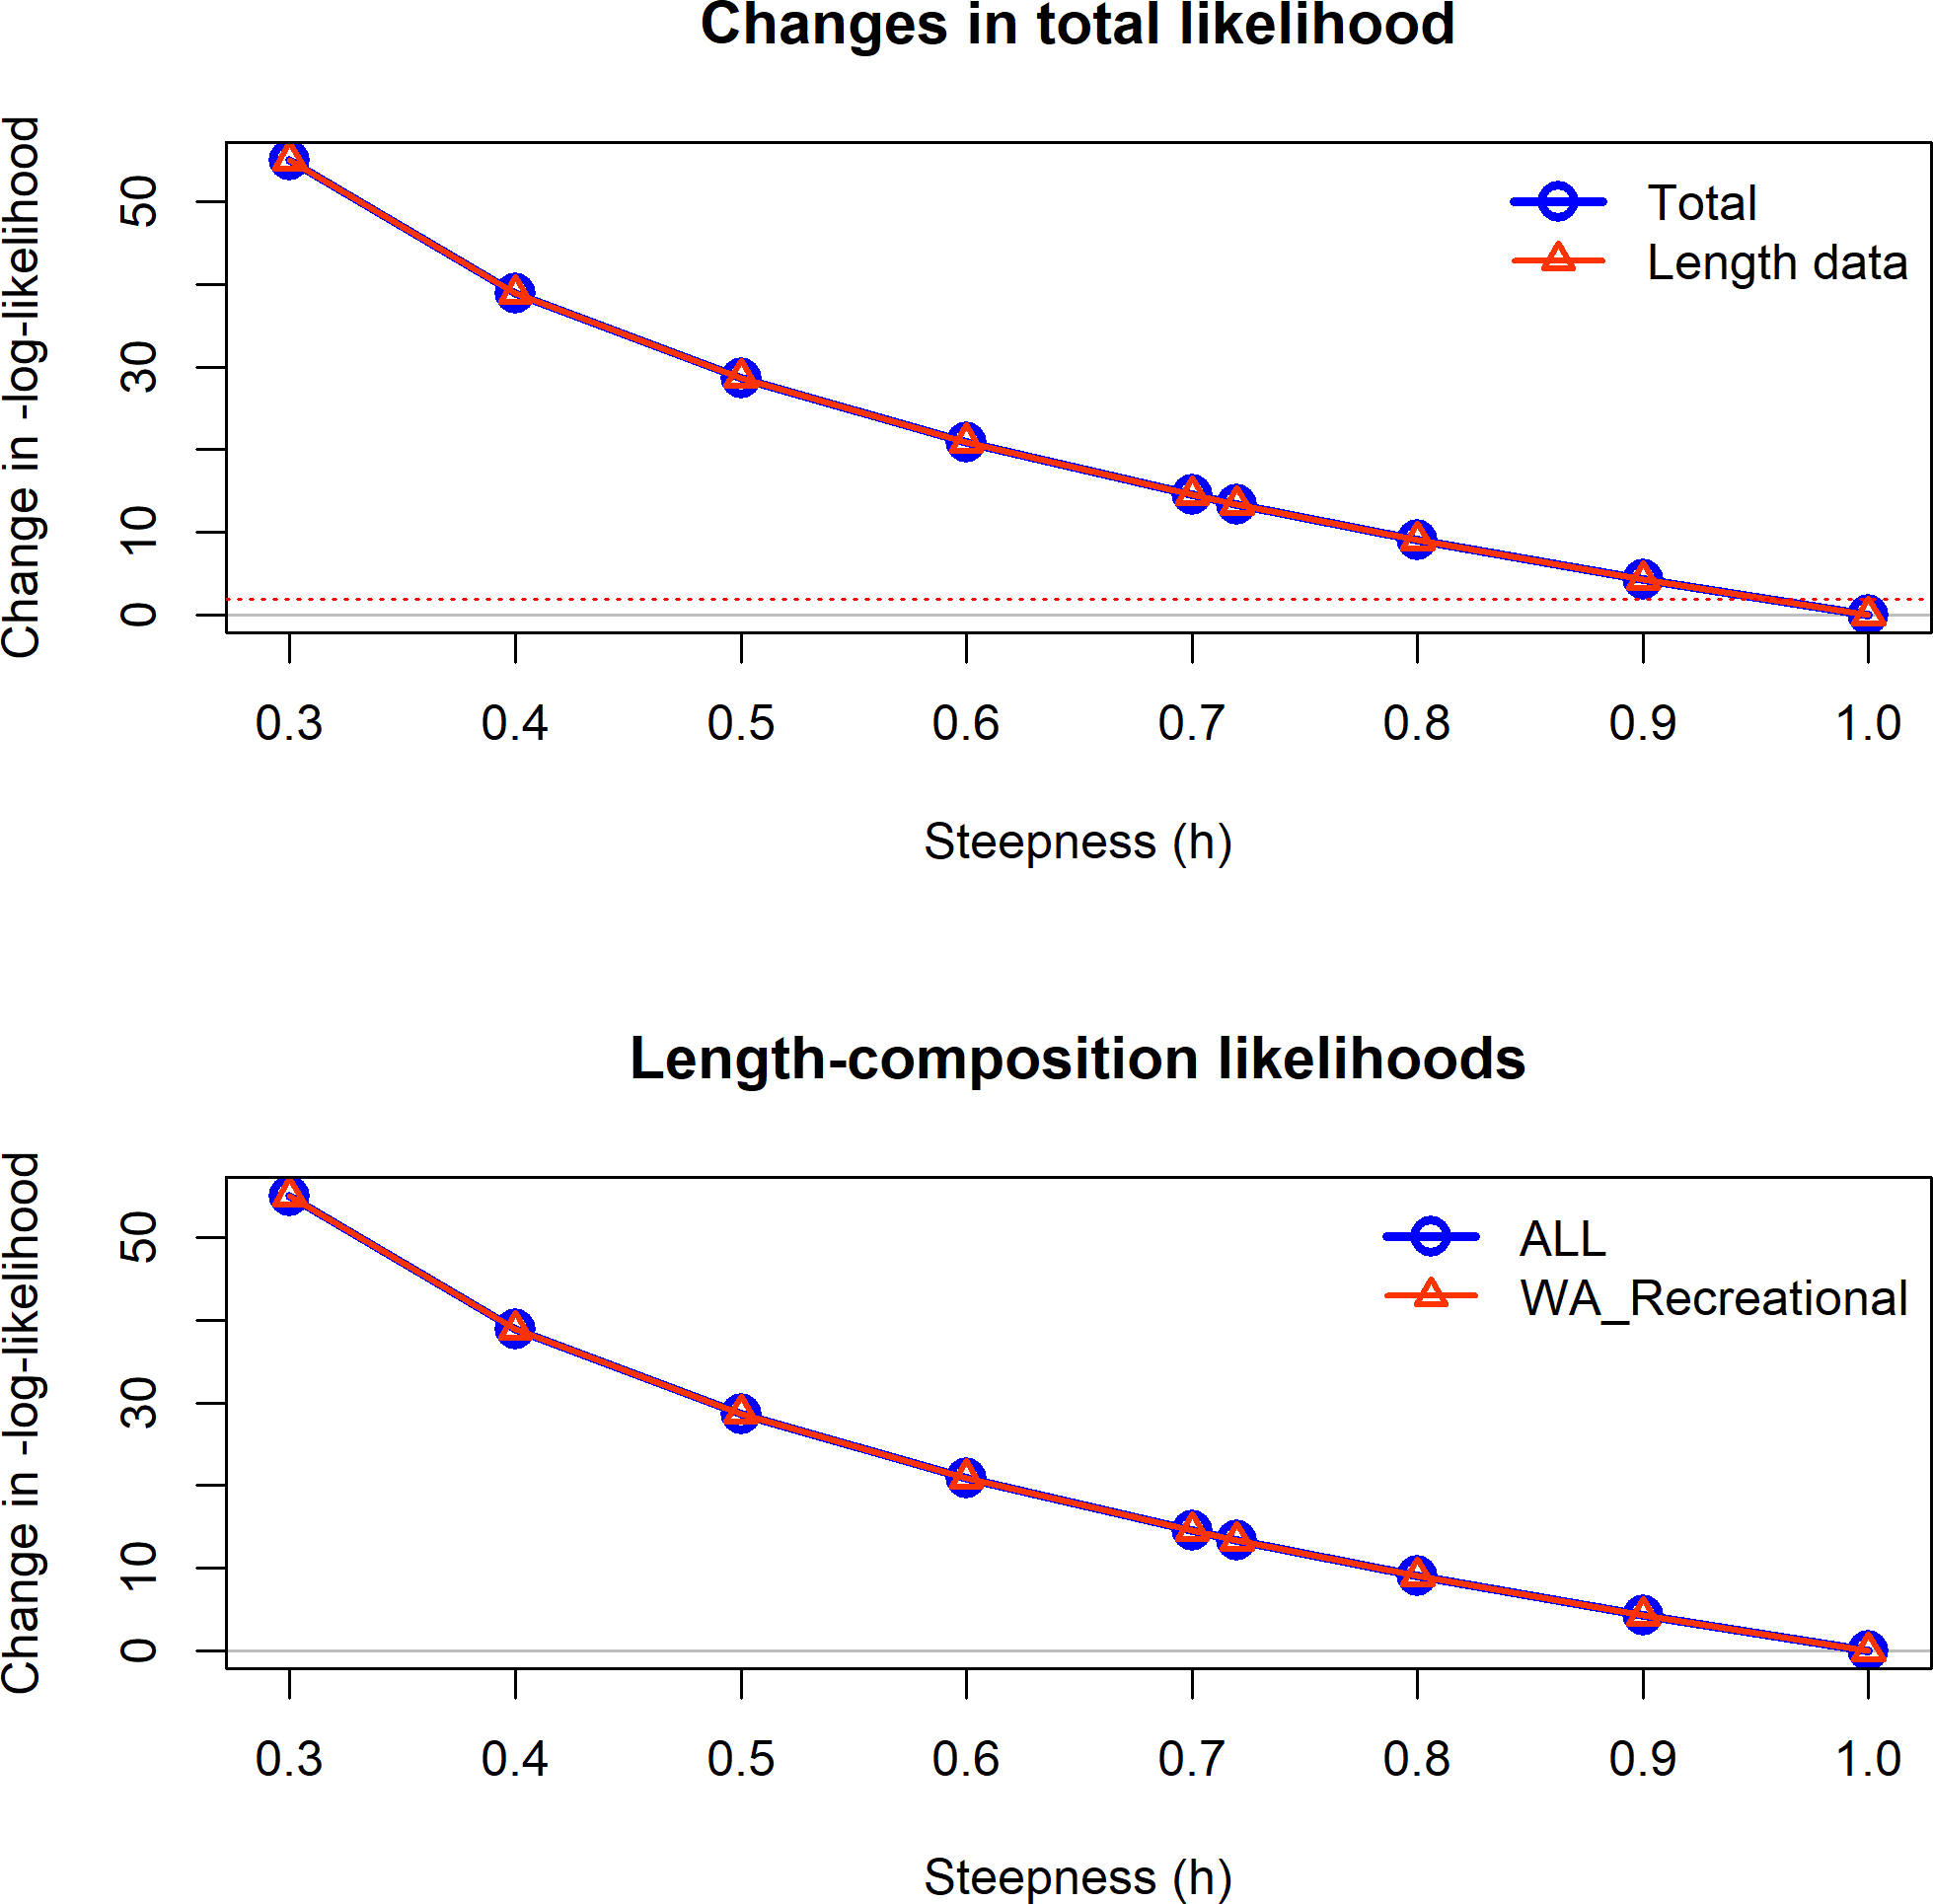 Changes in total likelihood
Change in -log-likelihood
50
30
10
0
Total
Length data
0.3 0.4 0.5 0.6 0.7 0.8 0.9 1.0
Steepness (h)
Length-composition likelihoods
Change in -log-likelihood
50
30
10
0
ALL
WA_Recreational
0.3 0.4 0.5 0.6 0.7 0.8 0.9 1.0
Steepness (h)